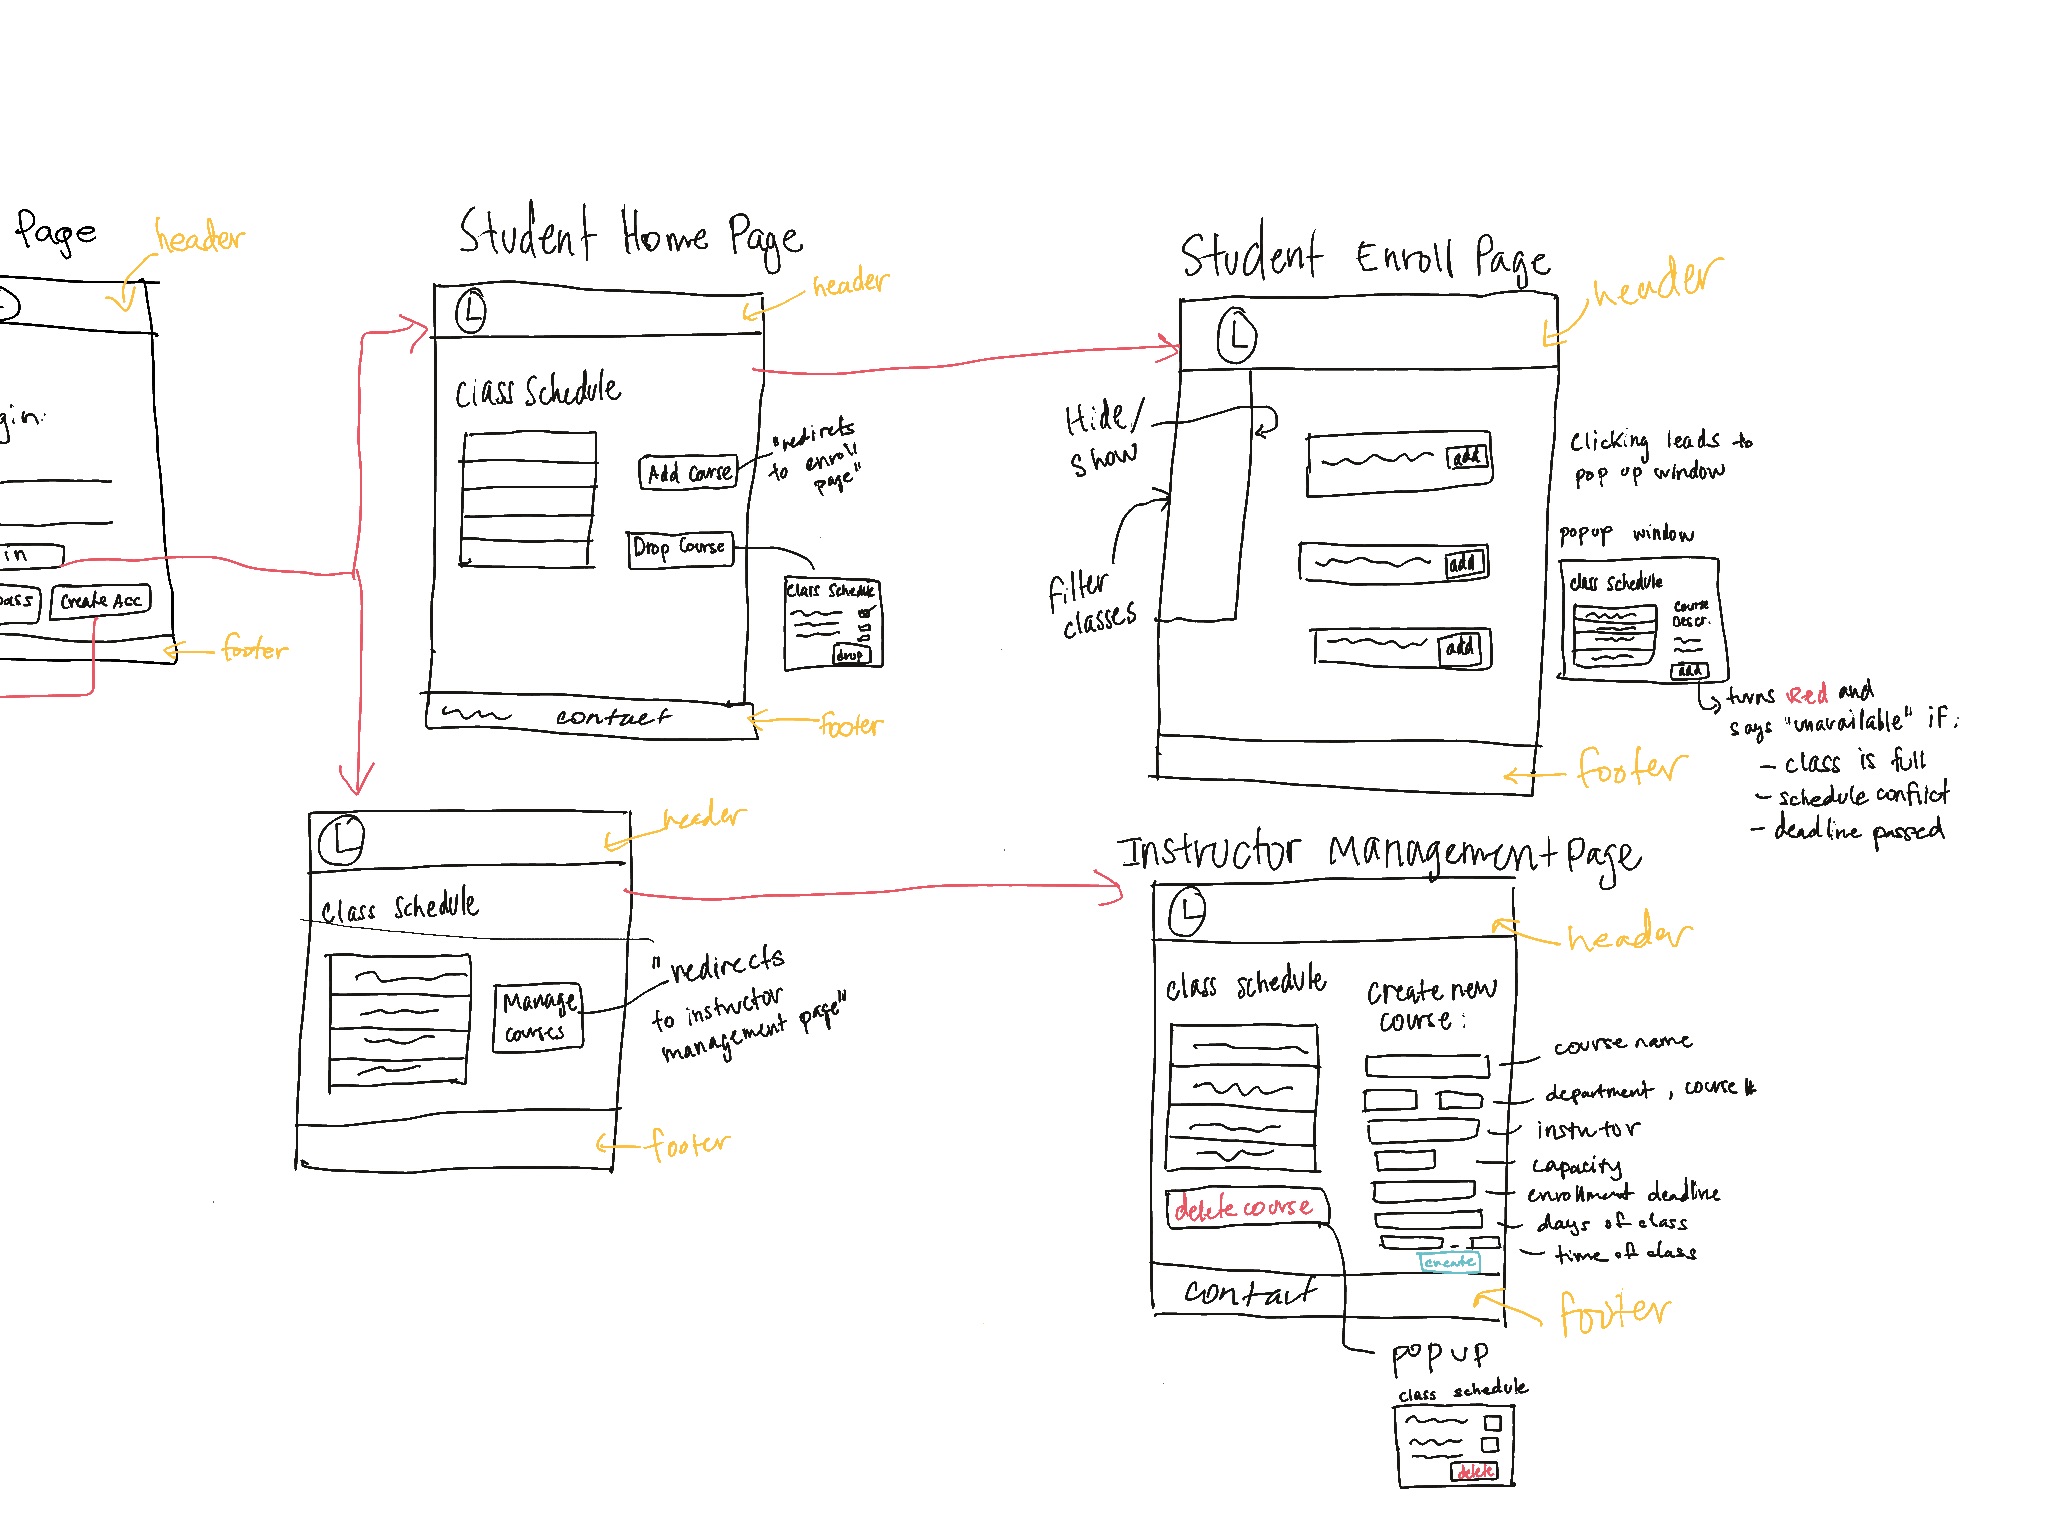 Page
header
gin:
in
pass
Create Acc
footer
Student Home Page
header
L
Class Schedule
Add Course
"redirets
to enroll
page"
Drop Course
Class Schedule
drop
contact
footer
Student Enroll Page
header
L
Hide/
show
filter
classes
add
add
add
Clicking leads to
pop up window
popup window
class schedule
Course
Descr.
add
turns Red and
says "unavailable" if:
- class is full
- schedule conflict
- deadline passed
footer
L
header
Class Schedule
Manage
courses
"redirects
to instructor
management page"
footer
Instructor Management Page
L
header
class schedule
Create new
course:
course name
department, course #
instrutor
capacity
enrollment deadline
days of class
time of class
delete course
create
contact
footer
popup
class schedule
delete